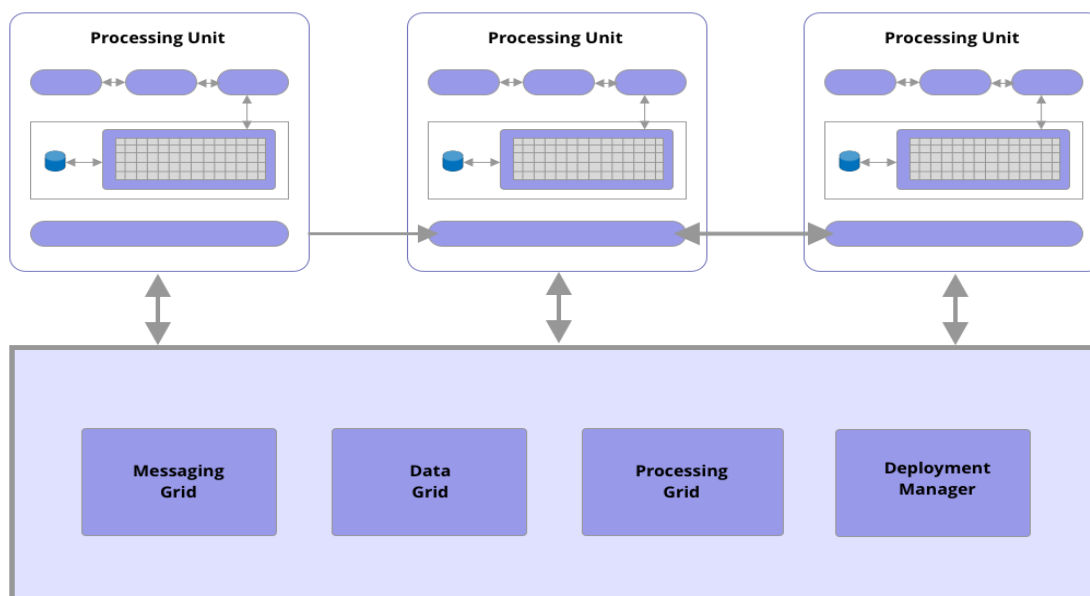 Processing Unit
Processing Unit
Processing Unit
Messaging
Grid
Data
Grid
Processing
Grid
Deployment
Manager